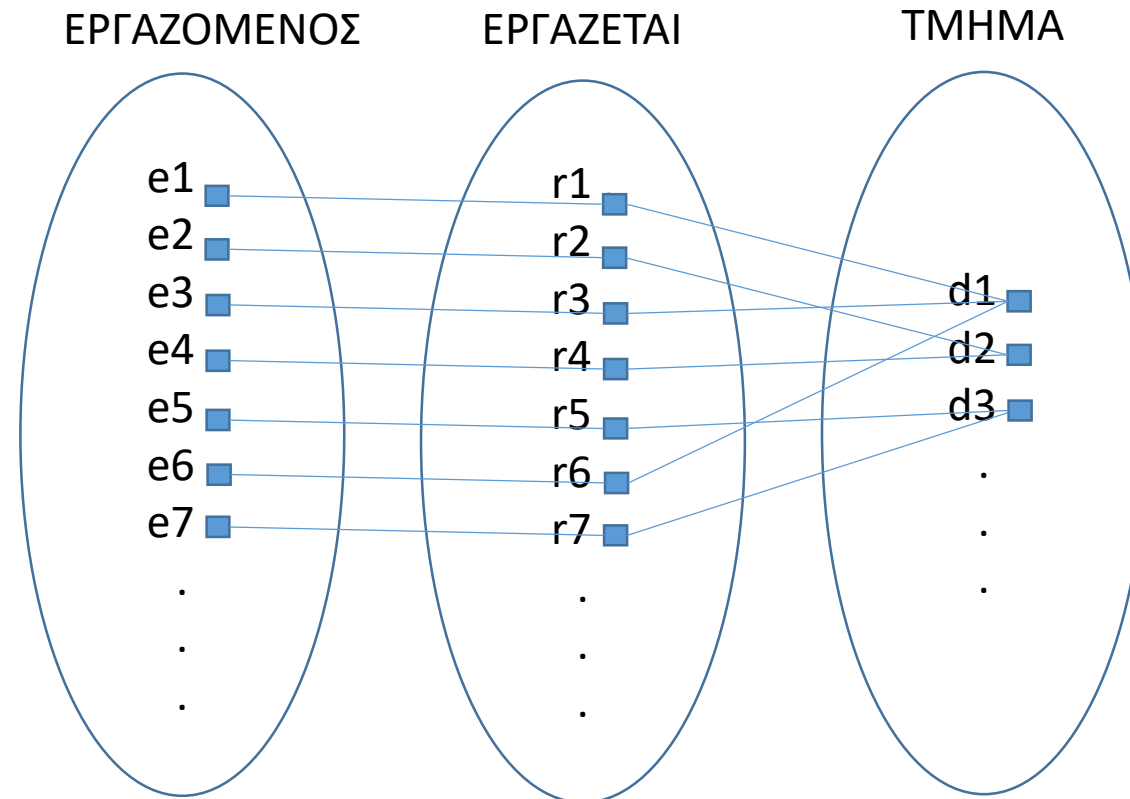 ΕΡΓΑΖΟΜΕΝΟΣ ΕΡΓΑΖΕΤΑΙ ΤΜΗΜΑ
e1 r1
e2 r2
e3 r3 d1
e4 r4 d2
e5 r5 d3
e6 r6 .
e7 r7 .
. . .
. .
. .